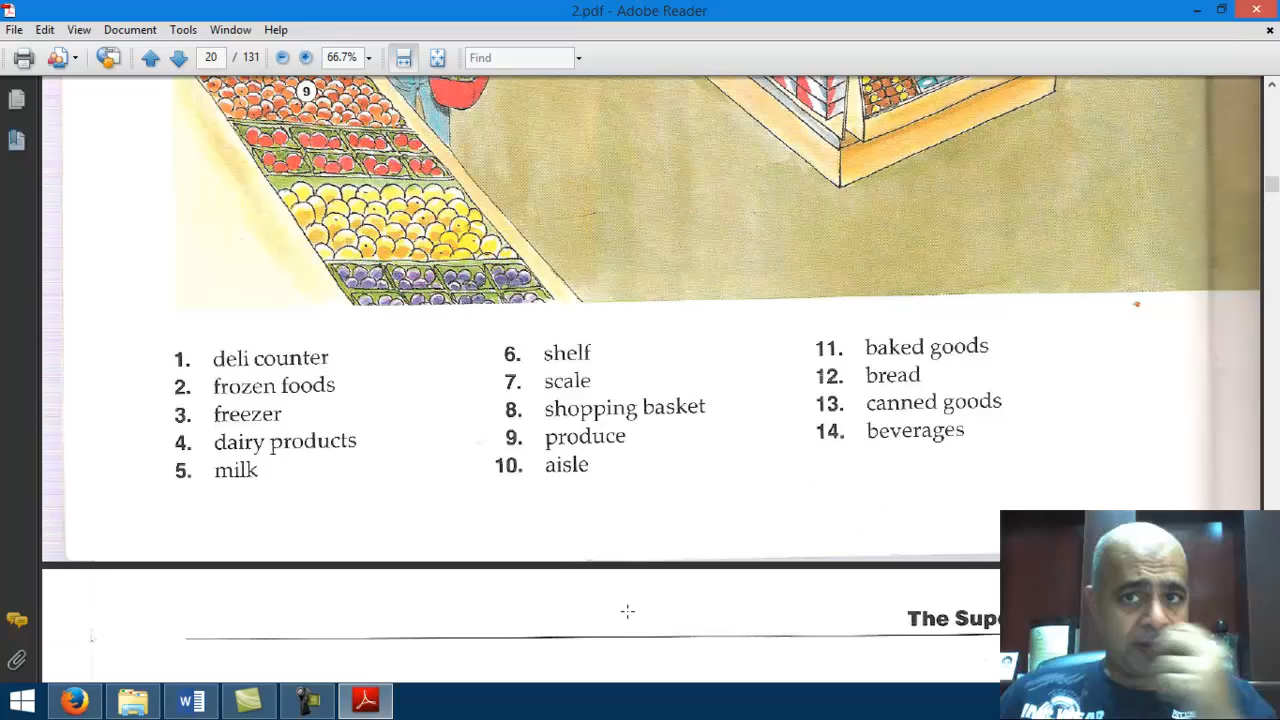 2.pdf - Adobe Reader
File Edit View Document Tools Window Help
20 / 131 66.7% Find
9
1. deli counter
2. frozen foods
3. freezer
4. dairy products
5. milk
6. shelf
7. scale
8. shopping basket
9. produce
10. aisle
11. baked goods
12. bread
13. canned goods
14. beverages
The